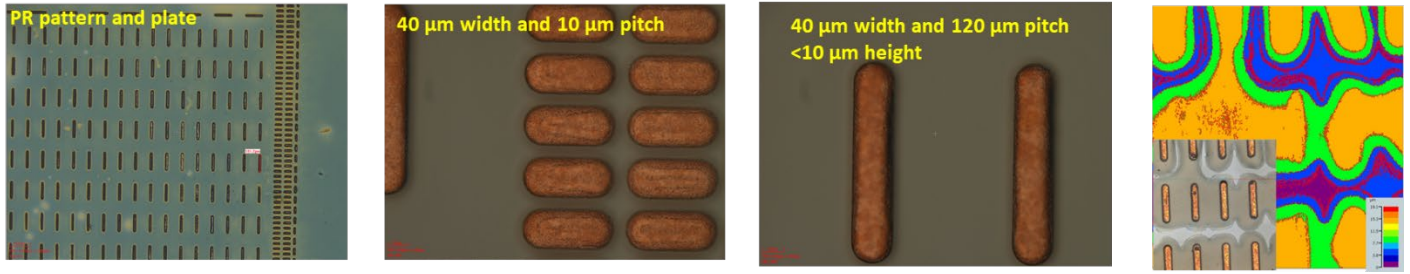 PR pattern and plate
40 µm width and 10 µm pitch
40 µm width and 120 µm pitch
<10 µm height